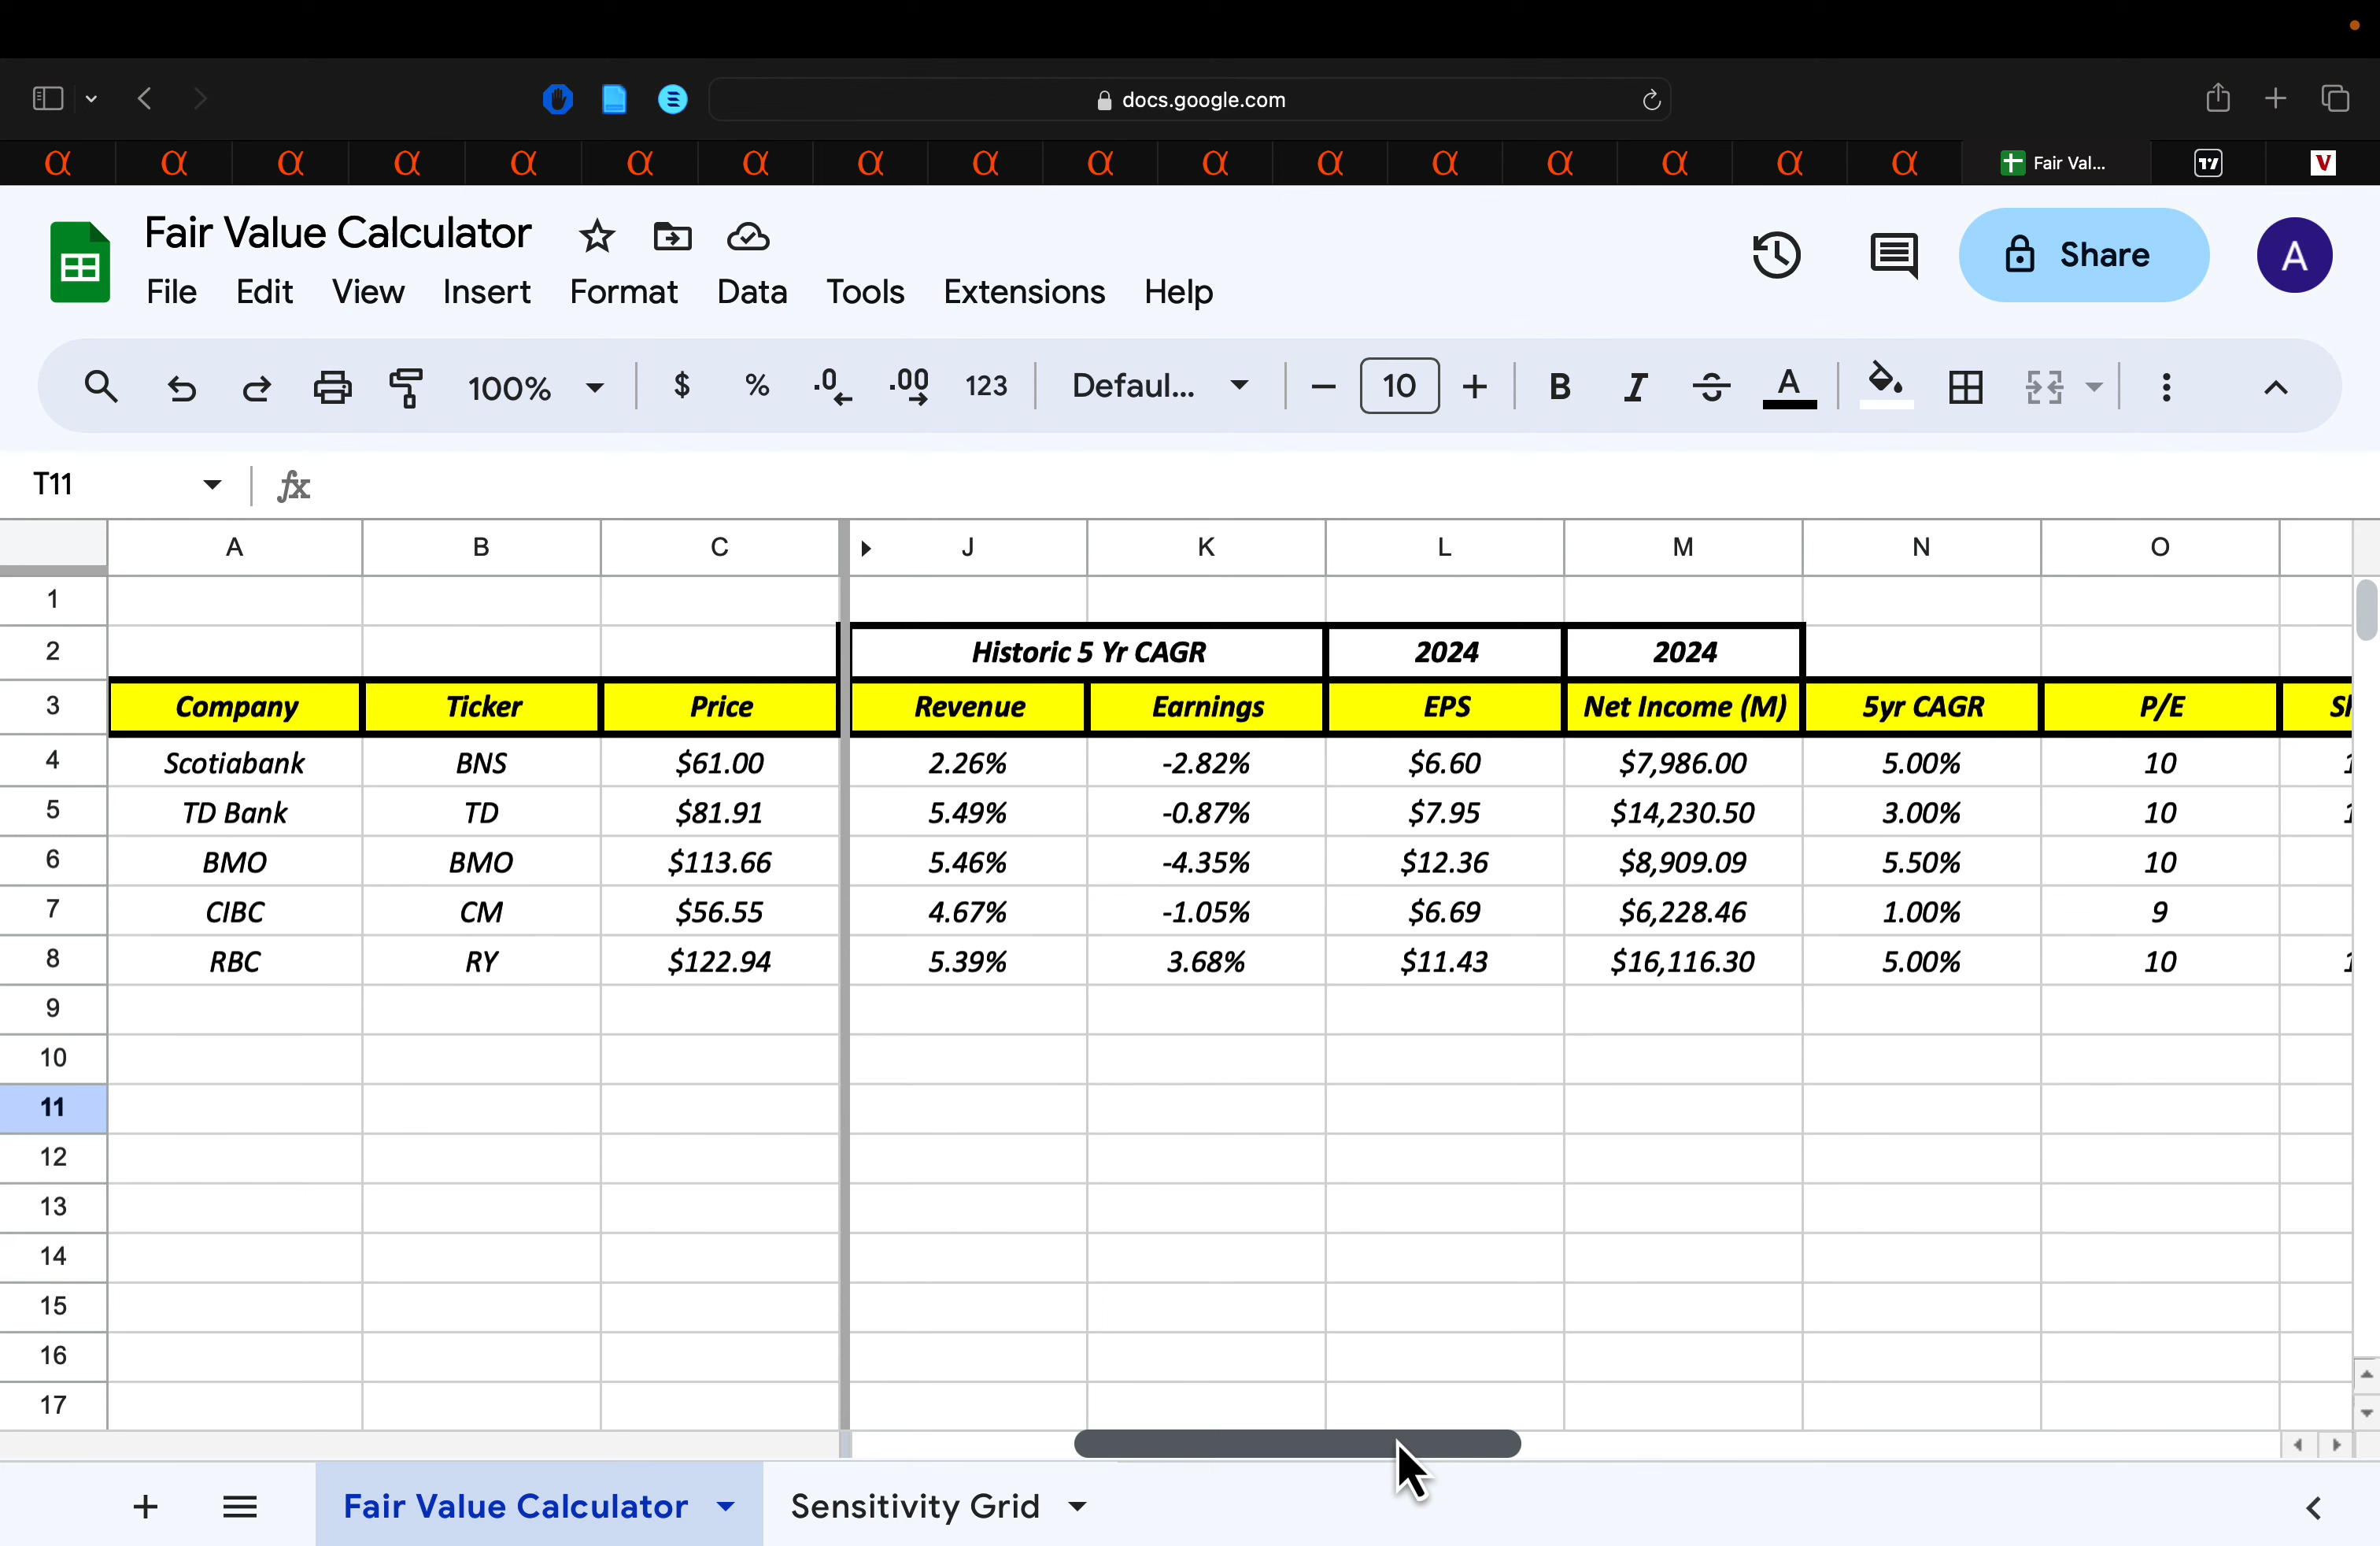 docs.google.com
α α α α α α α α α α α α α α α α α Fair Val... V
Fair Value Calculator
Share
A
File Edit View Insert Format Data Tools Extensions Help
100% $ % .0 .00 123 Defaul... 10 B I S A
T11 fx
A B C J K L M N O
1
2 Historic 5 Yr CAGR 2024 2024
3 Company Ticker Price Revenue Earnings EPS Net Income (M) 5yr CAGR P/E
4 Scotiabank BNS $61.00 2.26% -2.82% $6.60 $7,986.00 5.00% 10
5 TD Bank TD $81.91 5.49% -0.87% $7.95 $14,230.50 3.00% 10
6 BMO BMO $113.66 5.46% -4.35% $12.36 $8,909.09 5.50% 10
7 CIBC CM $56.55 4.67% -1.05% $6.69 $6,228.46 1.00% 9
8 RBC RY $122.94 5.39% 3.68% $11.43 $16,116.30 5.00% 10
9
10
11
12
13
14
15
16
17
Fair Value Calculator Sensitivity Grid